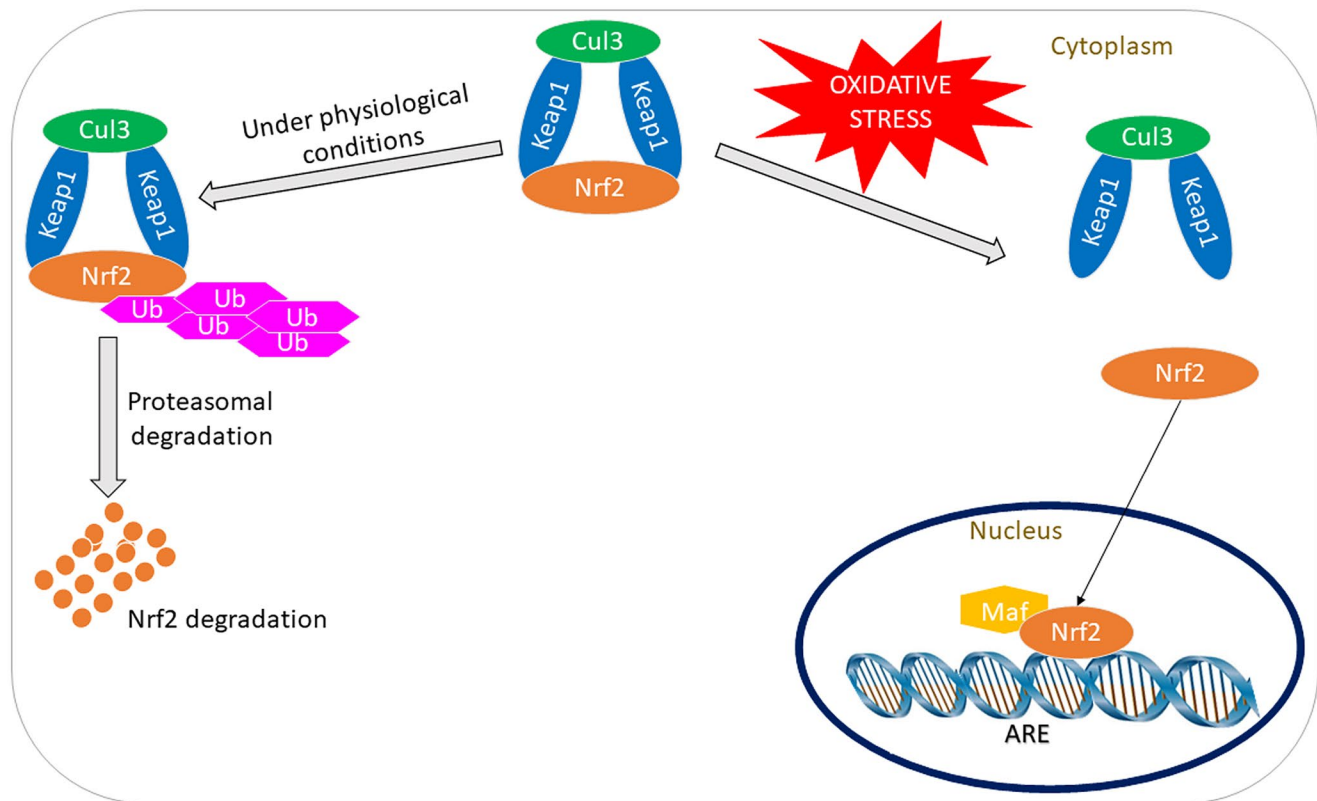 Cul3
Keap1
Keap1
Nrf2
Under physiological
conditions
OXIDATIVE
STRESS
Cytoplasm
Cul3
Keap1
Keap1
Nrf2
Ub
Ub
Ub
Ub
Ub
Proteasomal
degradation
Nrf2 degradation
Cul3
Keap1
Keap1
Nrf2
Nucleus
Maf
Nrf2
ARE